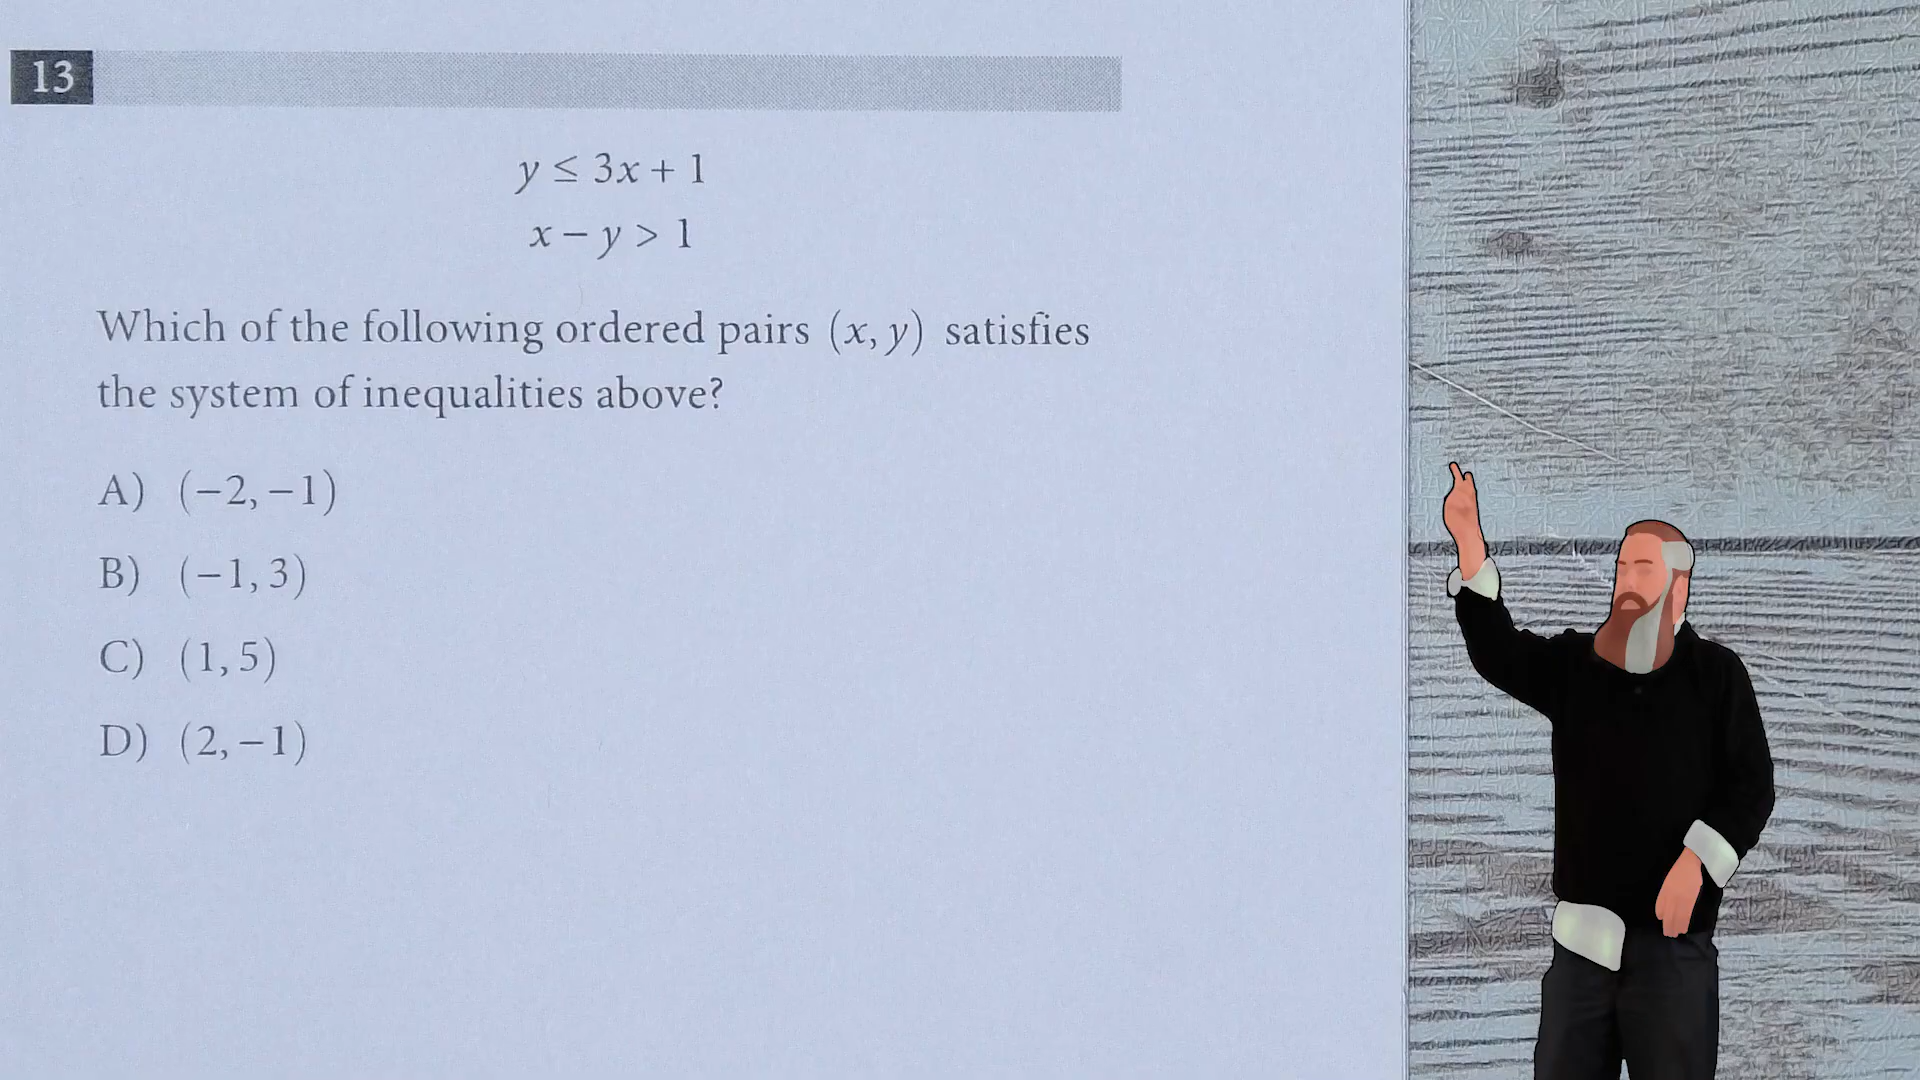 13
y ≤ 3x + 1
x − y > 1
Which of the following ordered pairs (x, y) satisfies
the system of inequalities above?
A) (−2, −1)
B) (−1, 3)
C) (1, 5)
D) (2, −1)